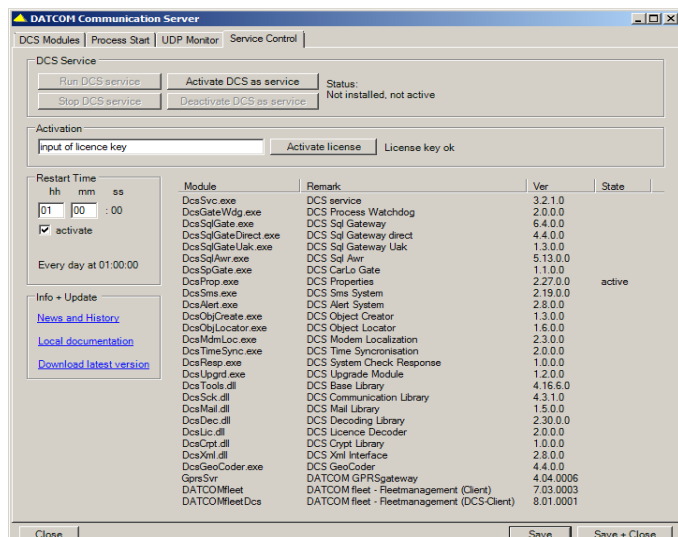 DATCOM Communication Server
DCS Modules Process Start UDP Monitor Service Control
DCS Service
Run DCS service Activate DCS as service Status:
Stop DCS service Deactivate DCS as service Not installed, not active
Activation
input of licence key Activate license License key ok
Restart Time
hh mm ss
01 00 : 00
activate
Every day at 01:00:00
Info + Update
News and History
Local documentation
Download latest version
Module Remark Ver State
DcsSvc.exe DCS service 3.2.1.0
DcsGateWdg.exe DCS Process Watchdog 2.0.0.0
DcsSqlGate.exe DCS Sql Gateway 6.4.0.0
DcsSqlGateDirect.exe DCS Sql Gateway direct 4.4.0.0
DcsSqlGateUak.exe DCS Sql Gateway Uak 1.3.0.0
DcsSqlAwr.exe DCS Sql Awr 5.13.0.0
DcsSpGate.exe DCS CarLo Gate 1.1.0.0
DcsProp.exe DCS Properties 2.27.0.0 active
DcsSms.exe DCS Sms System 2.19.0.0
DcsAlert.exe DCS Alert System 2.8.0.0
DcsObjCreate.exe DCS Object Creator 1.3.0.0
DcsObjLocator.exe DCS Object Locator 1.6.0.0
DcsMdmLoc.exe DCS Modem Localization 2.3.0.0
DcsTimeSync.exe DCS Time Syncronisation 2.0.0.0
DcsResp.exe DCS System Check Response 1.0.0.0
DcsUpgrd.exe DCS Upgrade Module 1.2.0.0
DcsTools.dll DCS Base Library 4.16.6.0
DcsSck.dll DCS Communication Library 4.3.1.0
DcsMail.dll DCS Mail Library 1.5.0.0
DcsDec.dll DCS Decoding Library 2.30.0.0
DcsLic.dll DCS Licence Decoder 2.0.0.0
DcsCrpt.dll DCS Crypt Library 1.0.0.0
DcsXml.dll DCS Xml Interface 2.8.0.0
DcsGeoCoder.exe DCS GeoCoder 4.4.0.0
GprsSvr DATCOM GPRSgateway 4.04.0006
DATCOMfleet DATCOM fleet - Fleetmanagement (Client) 7.03.0003
DATCOMfleetDcs DATCOM fleet - Fleetmanagement (DCS-Client) 8.01.0001
Close Save Save + Close